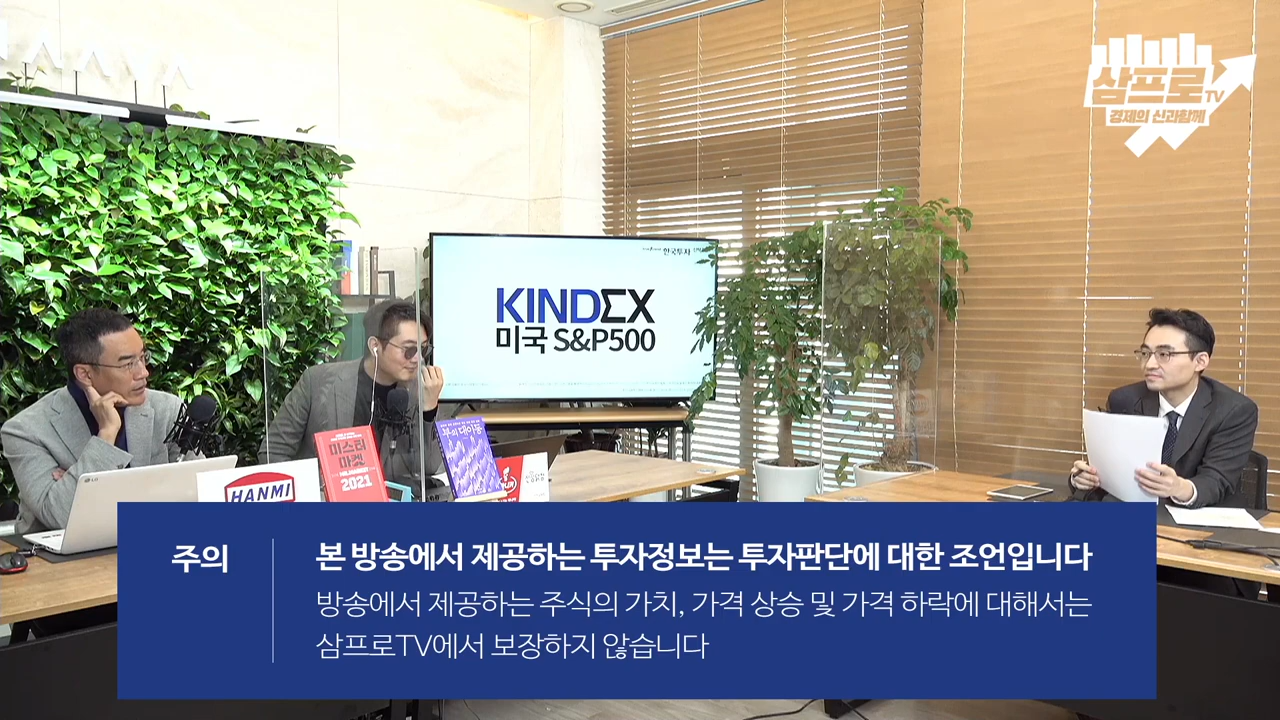 삼프로TV
경제의 신과함께
한국투자
KINDEX
미국 S&P500
HANMI
미스터
마켓
2021
부의 대이동
주의
본 방송에서 제공하는 투자정보는 투자판단에 대한 조언입니다
방송에서 제공하는 주식의 가치, 가격 상승 및 가격 하락에 대해서는
삼프로TV에서 보장하지 않습니다